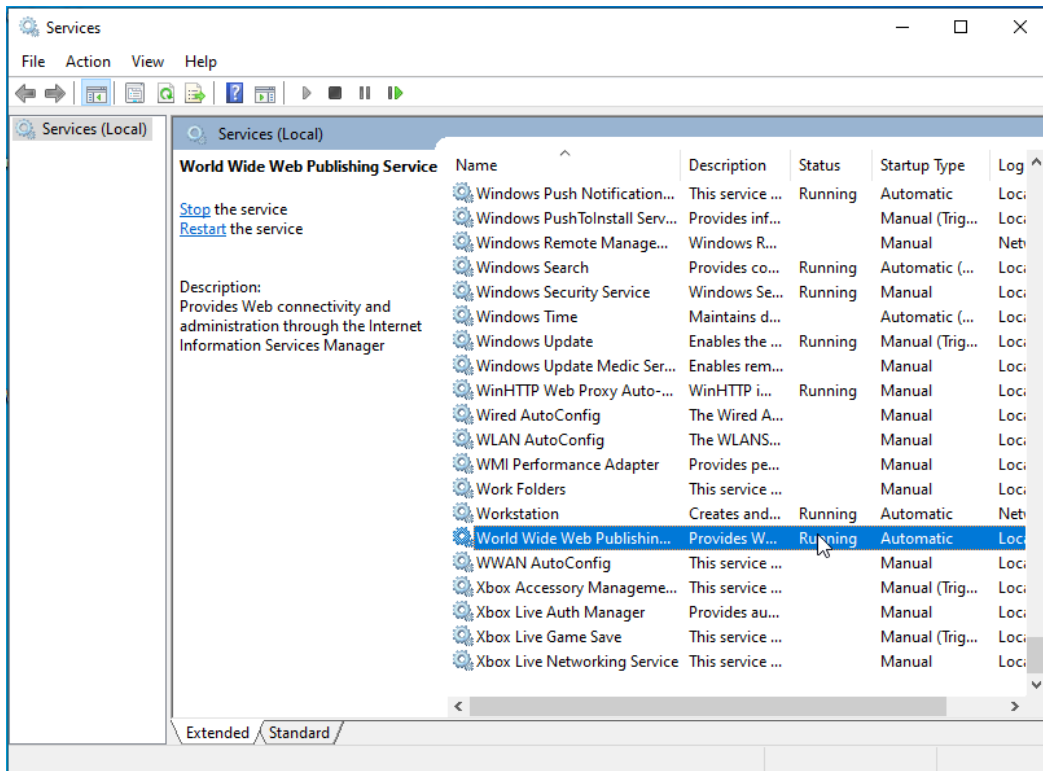 Services
File Action View Help
Services (Local)
Services (Local)
World Wide Web Publishing Service
Stop the service
Restart the service
Description:
Provides Web connectivity and
administration through the Internet
Information Services Manager
Name Description Status Startup Type Log
Windows Push Notification... This service ... Running Automatic Loca
Windows PushToInstall Serv... Provides inf... Manual (Trig... Loca
Windows Remote Manage... Windows R... Manual Netw
Windows Search Provides co... Running Automatic (... Loca
Windows Security Service Windows Se... Running Manual Loca
Windows Time Maintains d... Automatic (... Loca
Windows Update Enables the ... Running Manual (Trig... Loca
Windows Update Medic Ser... Enables rem... Manual Loca
WinHTTP Web Proxy Auto-... WinHTTP i... Running Manual Loca
Wired AutoConfig The Wired A... Manual Loca
WLAN AutoConfig The WLANS... Manual Loca
WMI Performance Adapter Provides pe... Manual Loca
Work Folders This service ... Manual Loca
Workstation Creates and... Running Automatic Netw
World Wide Web Publishin... Provides W... Running Automatic Loca
WWAN AutoConfig This service ... Manual Loca
Xbox Accessory Manageme... This service ... Manual (Trig... Loca
Xbox Live Auth Manager Provides au... Manual Loca
Xbox Live Game Save This service ... Manual (Trig... Loca
Xbox Live Networking Service This service ... Manual Loca
Extended Standard